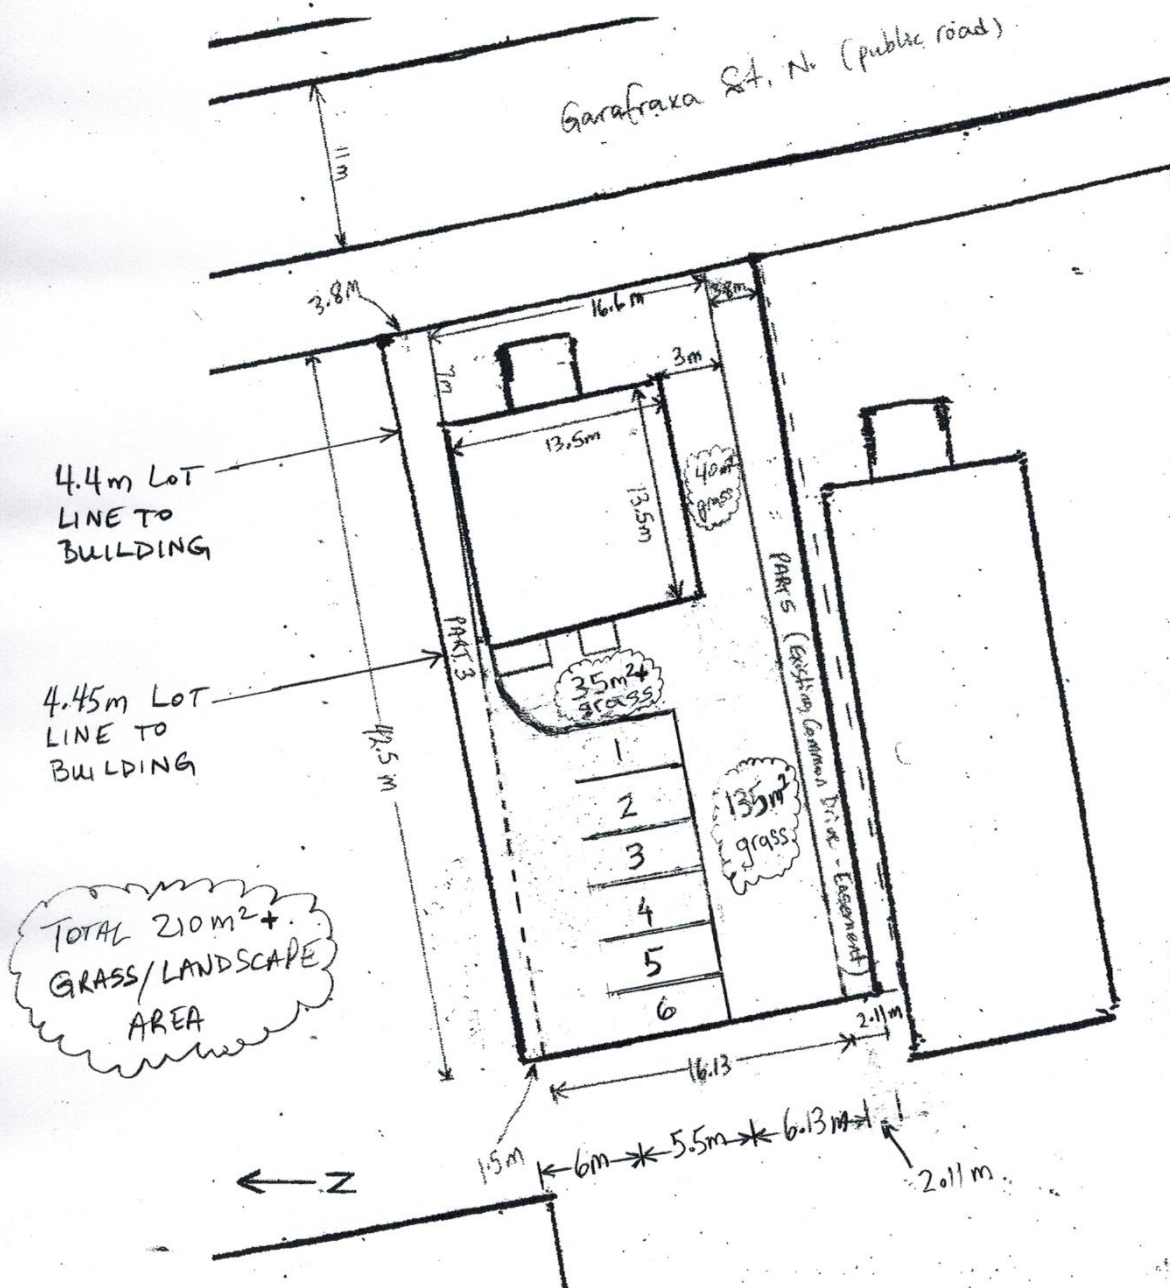 Garafraxa St. N. (public road)
11m
3.8m
16.6m
3.8m
7m
3m
13.5m
13.5m
40m²
grass
4.4m LOT
LINE TO
BUILDING
PART 3
PART 5 (Existing Common Drive - Easement)
4.45m LOT
LINE TO
BUILDING
35m²+
grass
42.5m
1
2
3
4
5
6
135m²
grass
TOTAL 210m²+
GRASS/LANDSCAPE
AREA
2.11m
16.13
1.5m
6m
5.5m
6.13m
2.11m
N